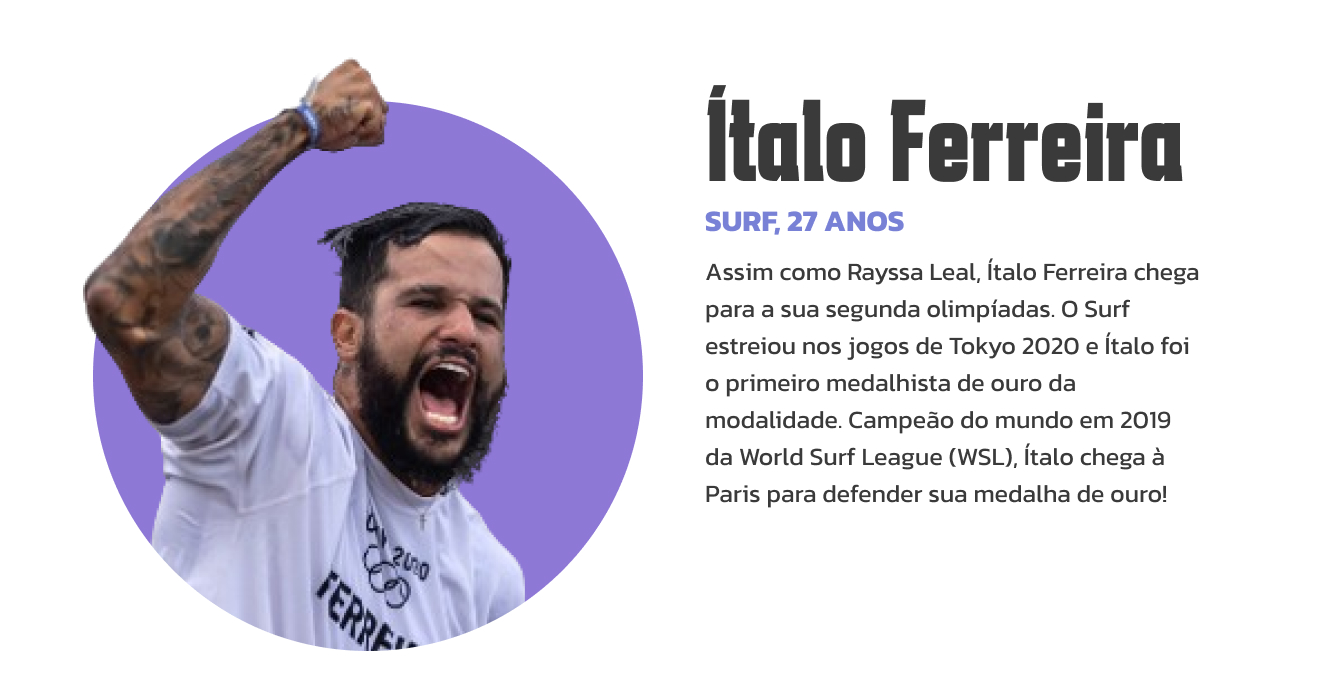 Ítalo Ferreira
SURF, 27 ANOS
Assim como Rayssa Leal, Ítalo Ferreira chega
para a sua segunda olimpíadas. O Surf
estreiou nos jogos de Tokyo 2020 e Ítalo foi
o primeiro medalhista de ouro da
modalidade. Campeão do mundo em 2019
da World Surf League (WSL), Ítalo chega à
Paris para defender sua medalha de ouro!